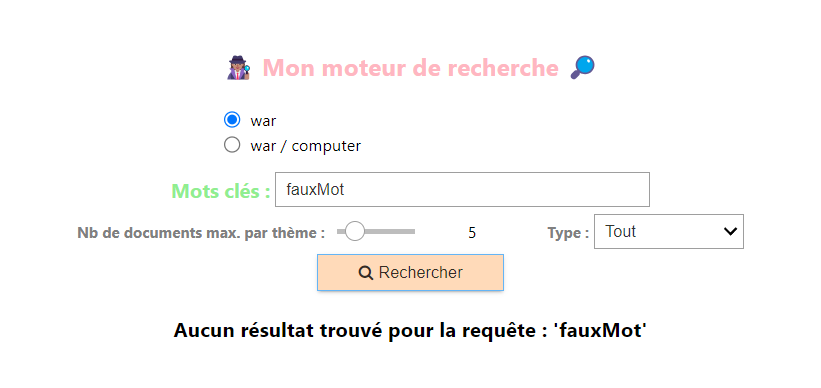 Mon moteur de recherche
war
war / computer
Mots clés : fauxMot
Nb de documents max. par thème : 5 Type : Tout
Rechercher
Aucun résultat trouvé pour la requête : 'fauxMot'